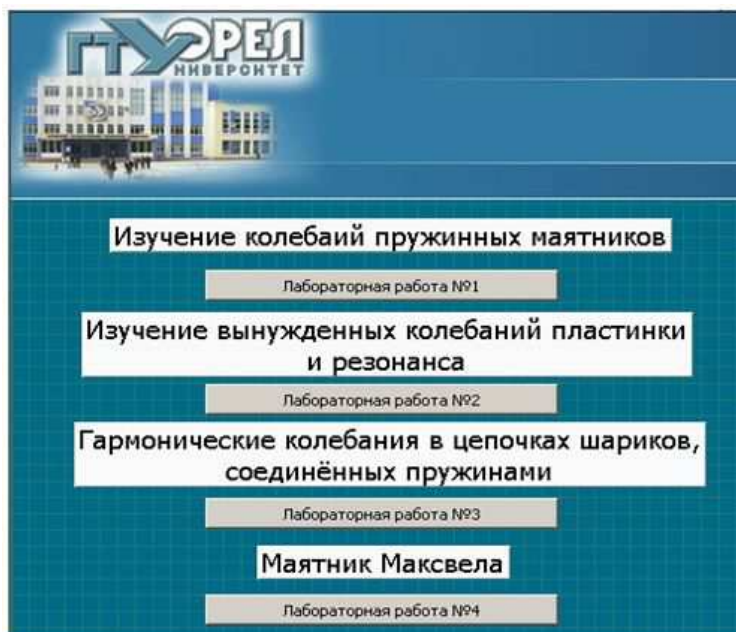 ГТУ ОРЕЛ
УНИВЕРСИТЕТ
Изучение колебаий пружинных маятников
Лабораторная работа №1
Изучение вынужденных колебаний пластинки
и резонанса
Лабораторная работа №2
Гармонические колебания в цепочках шариков,
соединённых пружинами
Лабораторная работа №3
Маятник Максвела
Лабораторная работа №4